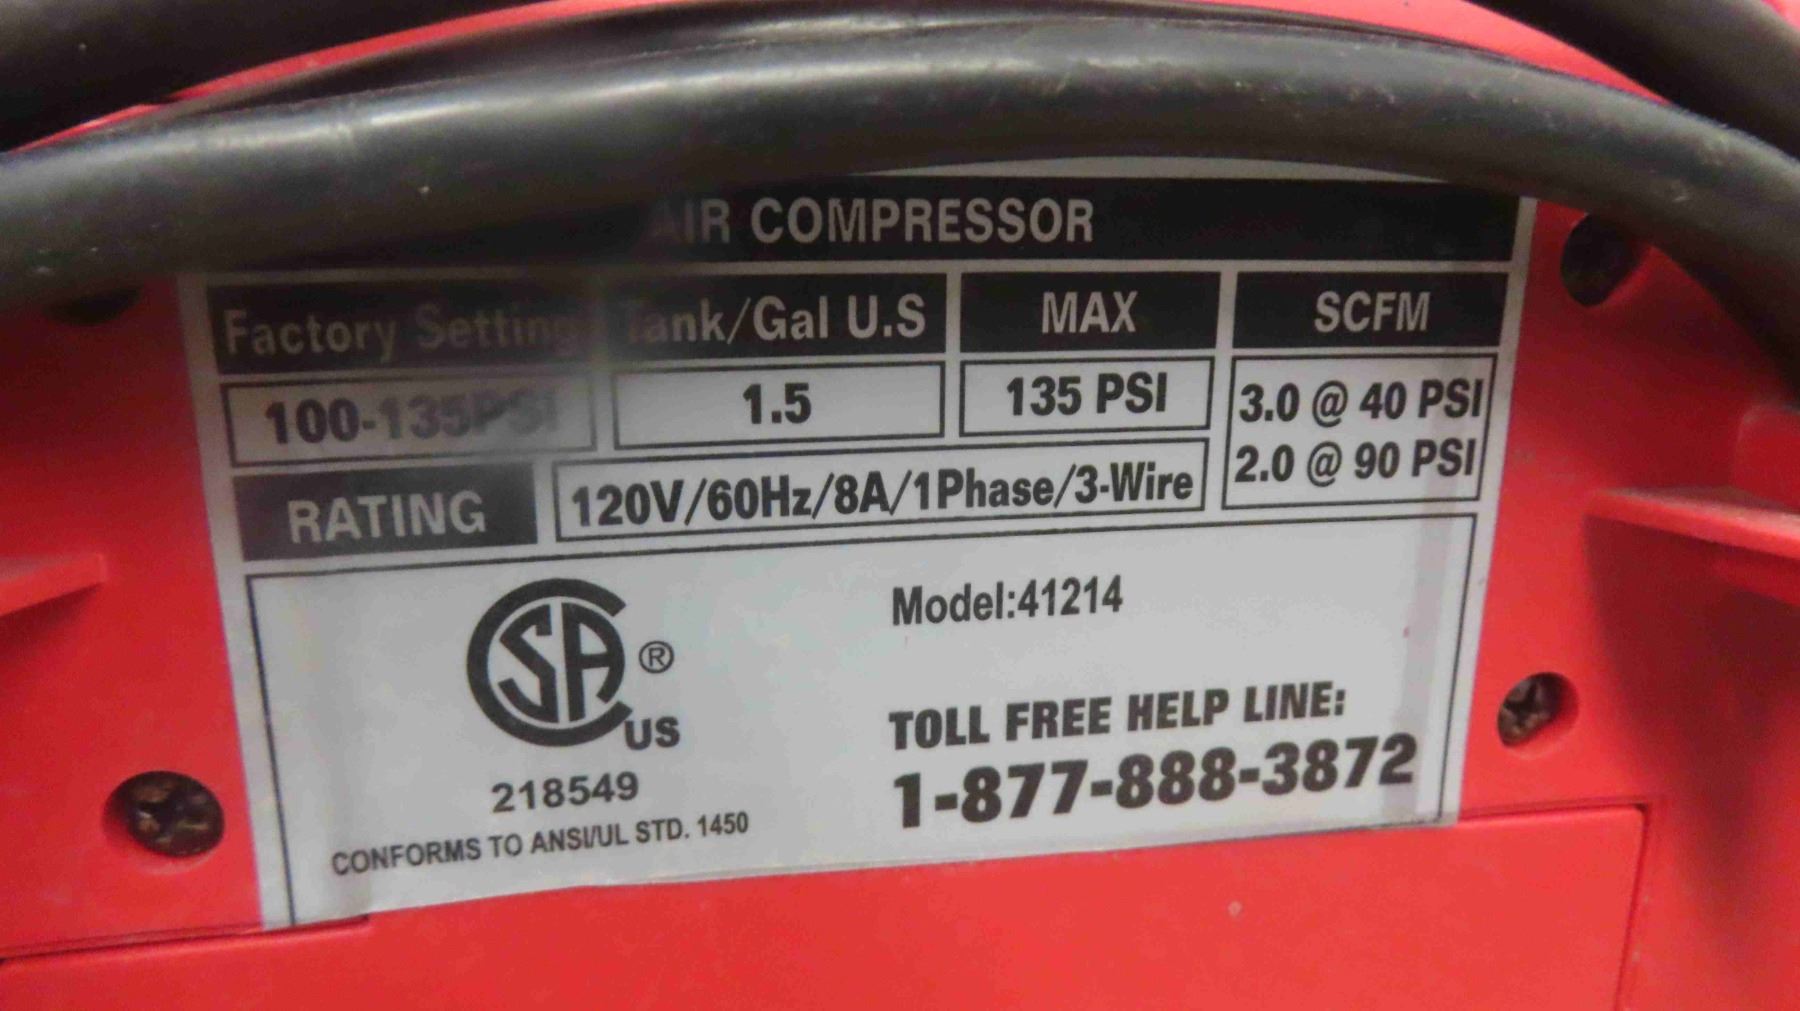 AIR COMPRESSOR
Factory Setting Tank/Gal U.S MAX SCFM
100-135PSI 1.5 135 PSI 3.0 @ 40 PSI
2.0 @ 90 PSI
RATING 120V/60Hz/8A/1Phase/3-Wire
CSA ®
US
218549
CONFORMS TO ANSI/UL STD. 1450
Model:41214
TOLL FREE HELP LINE:
1-877-888-3872